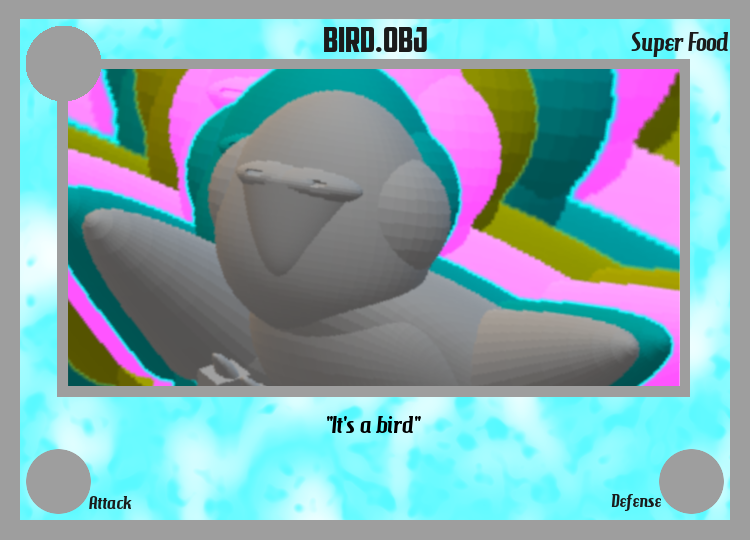 BIRD.OBJ
Super Food
"It's a bird"
Attack
Defense